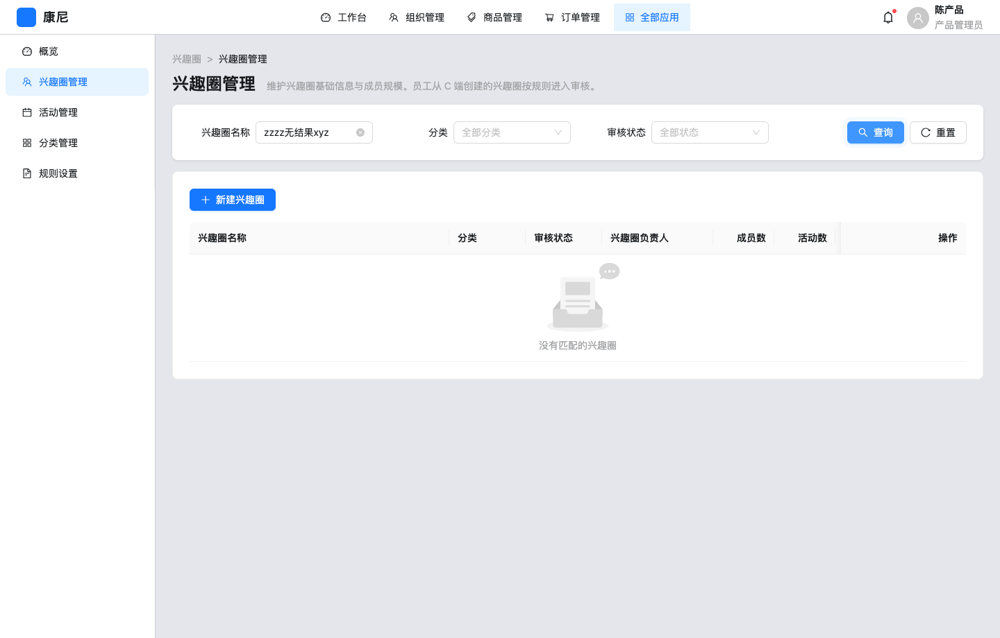 康尼
工作台
组织管理
商品管理
订单管理
全部应用
陈产品
产品管理员
概览
兴趣圈管理
活动管理
分类管理
规则设置
兴趣圈 > 兴趣圈管理
兴趣圈管理 维护兴趣圈基础信息与成员规模。员工从 C 端创建的兴趣圈按规则进入审核。
兴趣圈名称 zzzz无结果xyz 分类 全部分类 审核状态 全部状态 查询 重置
新建兴趣圈
兴趣圈名称 分类 审核状态 兴趣圈负责人 成员数 活动数 操作
没有匹配的兴趣圈